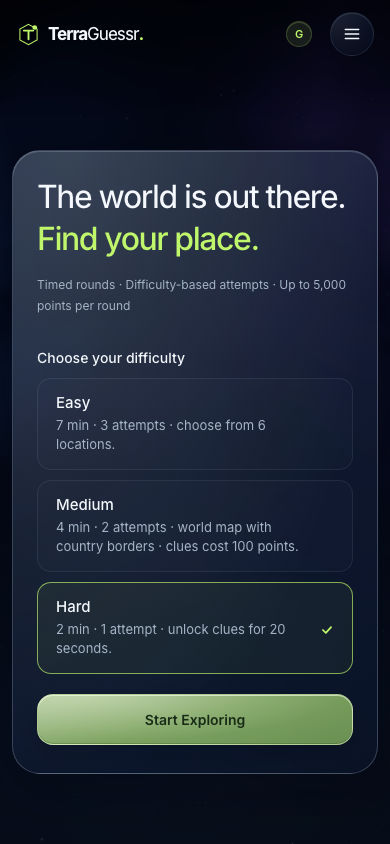 TerraGuessr.
G
The world is out there.
Find your place.
Timed rounds · Difficulty-based attempts · Up to 5,000
points per round
Choose your difficulty
Easy
7 min · 3 attempts · choose from 6
locations.
Medium
4 min · 2 attempts · world map with
country borders · clues cost 100 points.
Hard
2 min · 1 attempt · unlock clues for 20
seconds.
Start Exploring